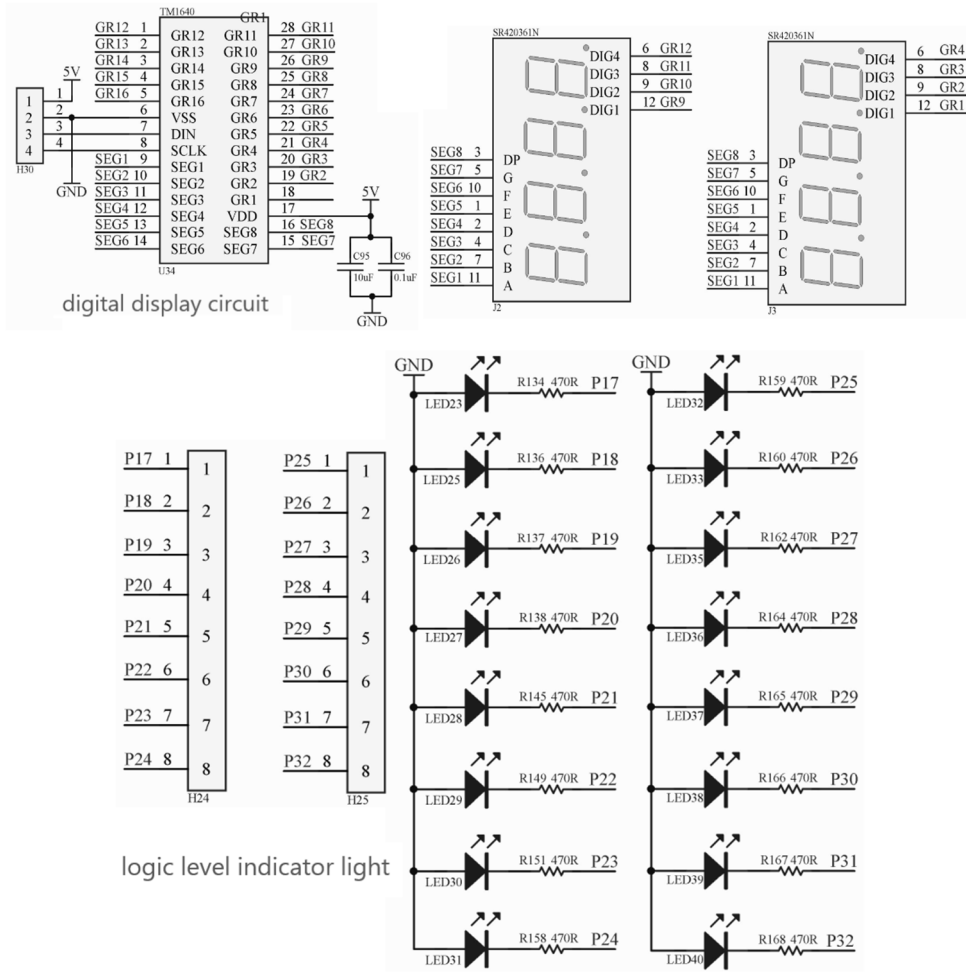 TM1640
GR1
GR12 1 GR12 GR11 28 GR11
GR13 2 GR13 GR10 27 GR10
GR14 3 GR14 GR9 26 GR9
GR15 4 GR15 GR8 25 GR8
GR16 5 GR16 GR7 24 GR7
6 VSS GR6 23 GR6
7 DIN GR5 22 GR5
8 SCLK GR4 21 GR4
SEG1 9 SEG1 GR3 20 GR3
SEG2 10 SEG2 GR2 19 GR2
SEG3 11 SEG3 GR1 18
SEG4 12 SEG4 VDD 17
SEG5 13 SEG5 SEG8 16 SEG8
SEG6 14 SEG6 SEG7 15 SEG7
U34
5V
1 1
2 2
3 3
4 4
H30
GND
5V
C95 C96
10uF 0.1uF
GND
digital display circuit
SR420361N
DIG4 6 GR12
DIG3 8 GR11
DIG2 9 GR10
DIG1 12 GR9
SEG8 3 DP
SEG7 5 G
SEG6 10 F
SEG5 1 E
SEG4 2 D
SEG3 4 C
SEG2 7 B
SEG1 11 A
J2
SR420361N
DIG4 6 GR4
DIG3 8 GR3
DIG2 9 GR2
DIG1 12 GR1
SEG8 3 DP
SEG7 5 G
SEG6 10 F
SEG5 1 E
SEG4 2 D
SEG3 4 C
SEG2 7 B
SEG1 11 A
J3
P17 1 1
P18 2 2
P19 3 3
P20 4 4
P21 5 5
P22 6 6
P23 7 7
P24 8 8
H24
P25 1 1
P26 2 2
P27 3 3
P28 4 4
P29 5 5
P30 6 6
P31 7 7
P32 8 8
H25
logic level indicator light
GND
LED23 R134 470R P17
LED25 R136 470R P18
LED26 R137 470R P19
LED27 R138 470R P20
LED28 R145 470R P21
LED29 R149 470R P22
LED30 R151 470R P23
LED31 R158 470R P24
GND
LED32 R159 470R P25
LED33 R160 470R P26
LED35 R162 470R P27
LED36 R164 470R P28
LED37 R165 470R P29
LED38 R166 470R P30
LED39 R167 470R P31
LED40 R168 470R P32